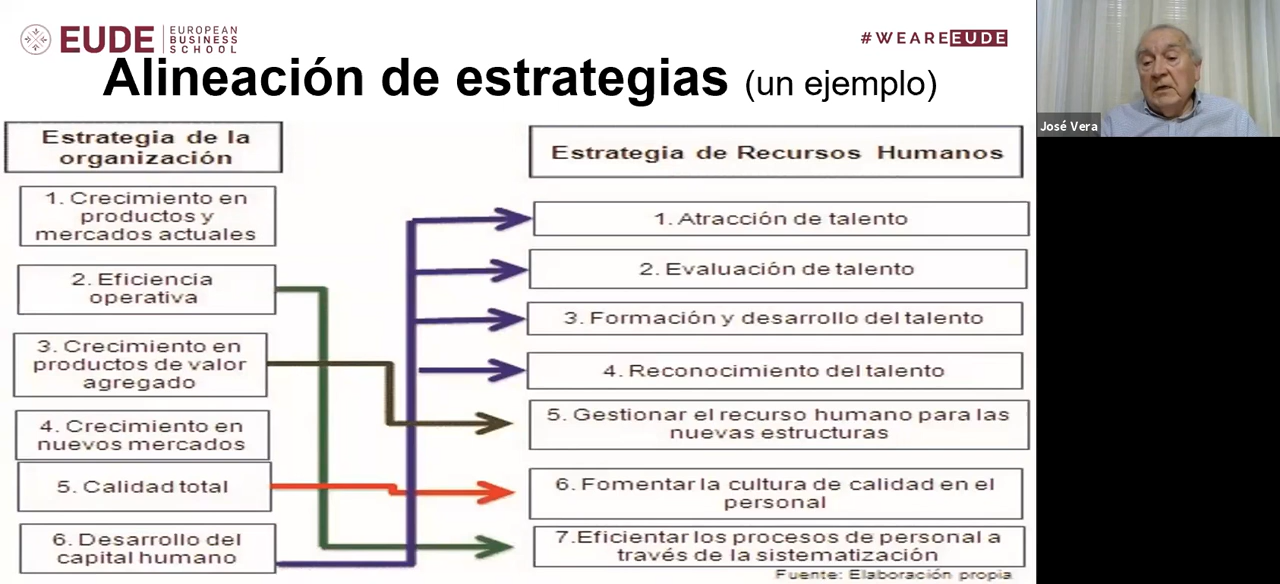 EUDE
EUROPEAN
BUSINESS
SCHOOL
#WEAREEUDE
Alineación de estrategias (un ejemplo)
José Vera
Estrategia de la
organización
1. Crecimiento en
productos y
mercados actuales
2. Eficiencia
operativa
3. Crecimiento en
productos de valor
agregado
4. Crecimiento en
nuevos mercados
5. Calidad total
6. Desarrollo del
capital humano
Estrategia de Recursos Humanos
1. Atracción de talento
2. Evaluación de talento
3. Formación y desarrollo del talento
4. Reconocimiento del talento
5. Gestionar el recurso humano para las
nuevas estructuras
6. Fomentar la cultura de calidad en el
personal
7.Eficientar los procesos de personal a
través de la sistematización
Fuente: Elaboración propia